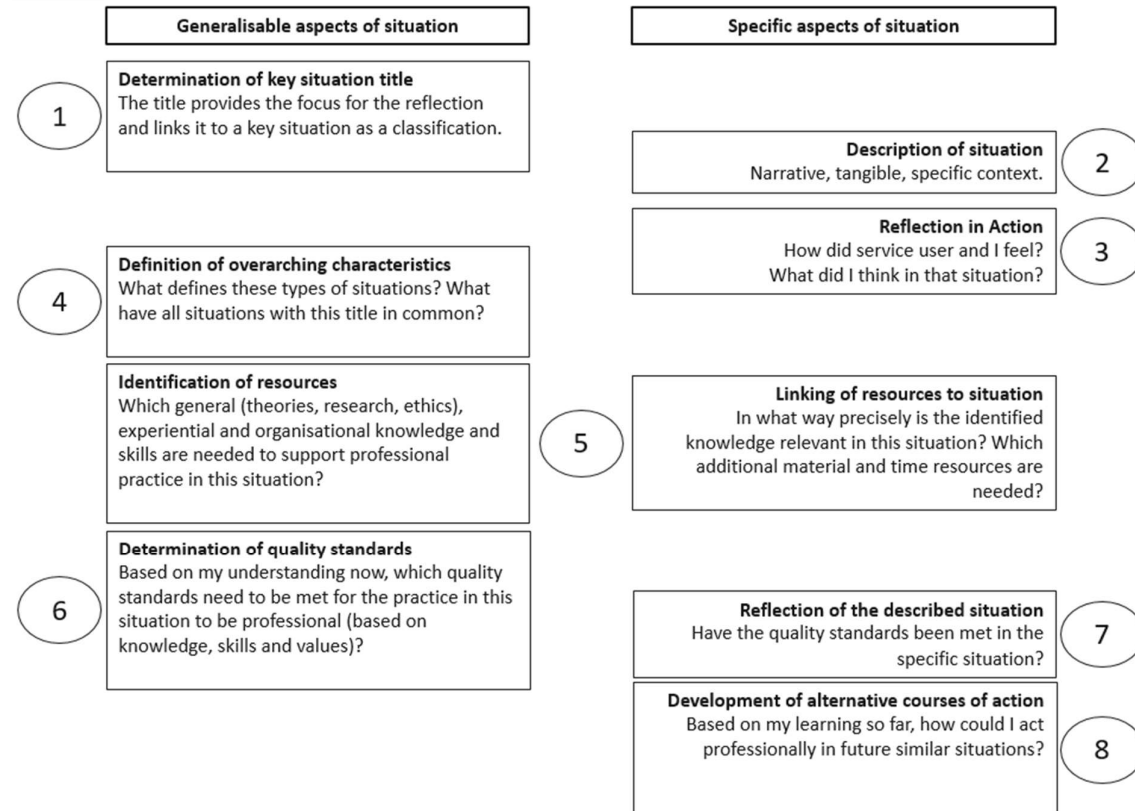 Generalisable aspects of situation
Specific aspects of situation
1
Determination of key situation title
The title provides the focus for the reflection
and links it to a key situation as a classification.
Description of situation
Narrative, tangible, specific context.
2
Reflection in Action
How did service user and I feel?
What did I think in that situation?
3
4
Definition of overarching characteristics
What defines these types of situations? What
have all situations with this title in common?
Identification of resources
Which general (theories, research, ethics),
experiential and organisational knowledge and
skills are needed to support professional
practice in this situation?
5
Linking of resources to situation
In what way precisely is the identified
knowledge relevant in this situation? Which
additional material and time resources are
needed?
6
Determination of quality standards
Based on my understanding now, which quality
standards need to be met for the practice in this
situation to be professional (based on
knowledge, skills and values)?
Reflection of the described situation
Have the quality standards been met in the
specific situation?
7
Development of alternative courses of action
Based on my learning so far, how could I act
professionally in future similar situations?
8